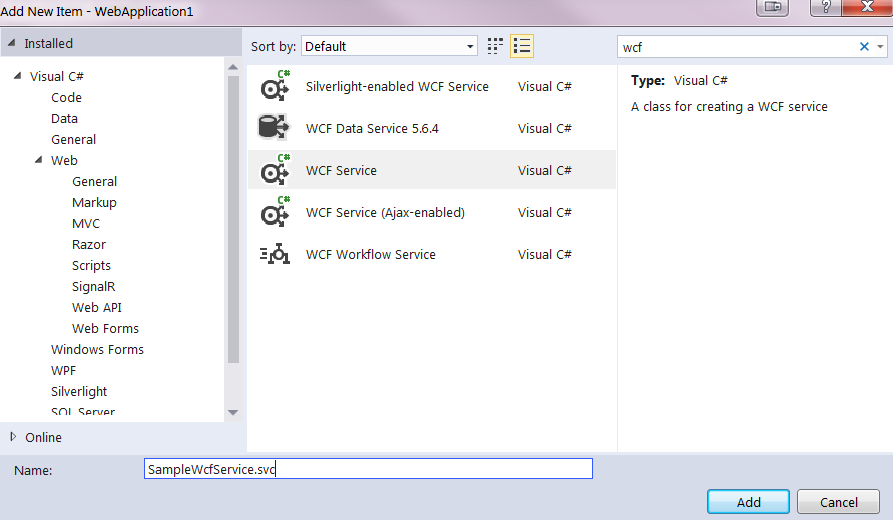 Add New Item - WebApplication1
?
X
Installed
Sort by: Default
wcf
Visual C#
Code
Data
General
Web
General
Markup
MVC
Razor
Scripts
SignalR
Web API
Web Forms
Windows Forms
WPF
Silverlight
SQL Server
Online
C# Silverlight-enabled WCF Service Visual C#
WCF Data Service 5.6.4 Visual C#
C# WCF Service Visual C#
C# WCF Service (Ajax-enabled) Visual C#
WCF Workflow Service Visual C#
Type: Visual C#
A class for creating a WCF service
Name: SampleWcfService.svc
Add Cancel